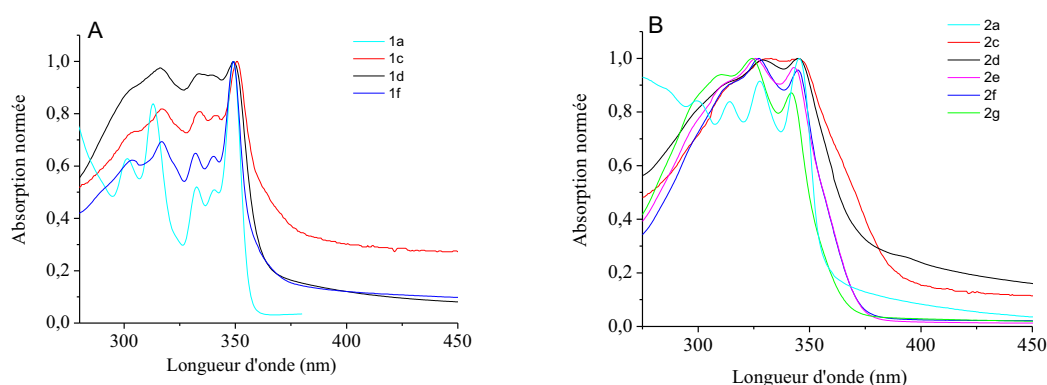 A
1a
1c
1d
1f
1,0
0,8
0,6
0,4
0,2
0,0
300
350
400
450
Absorption normée
Longueur d'onde (nm)
B
2a
2c
2d
2e
2f
2g
1,0
0,8
0,6
0,4
0,2
0,0
300
350
400
450
Absorption normée
Longueur d'onde (nm)